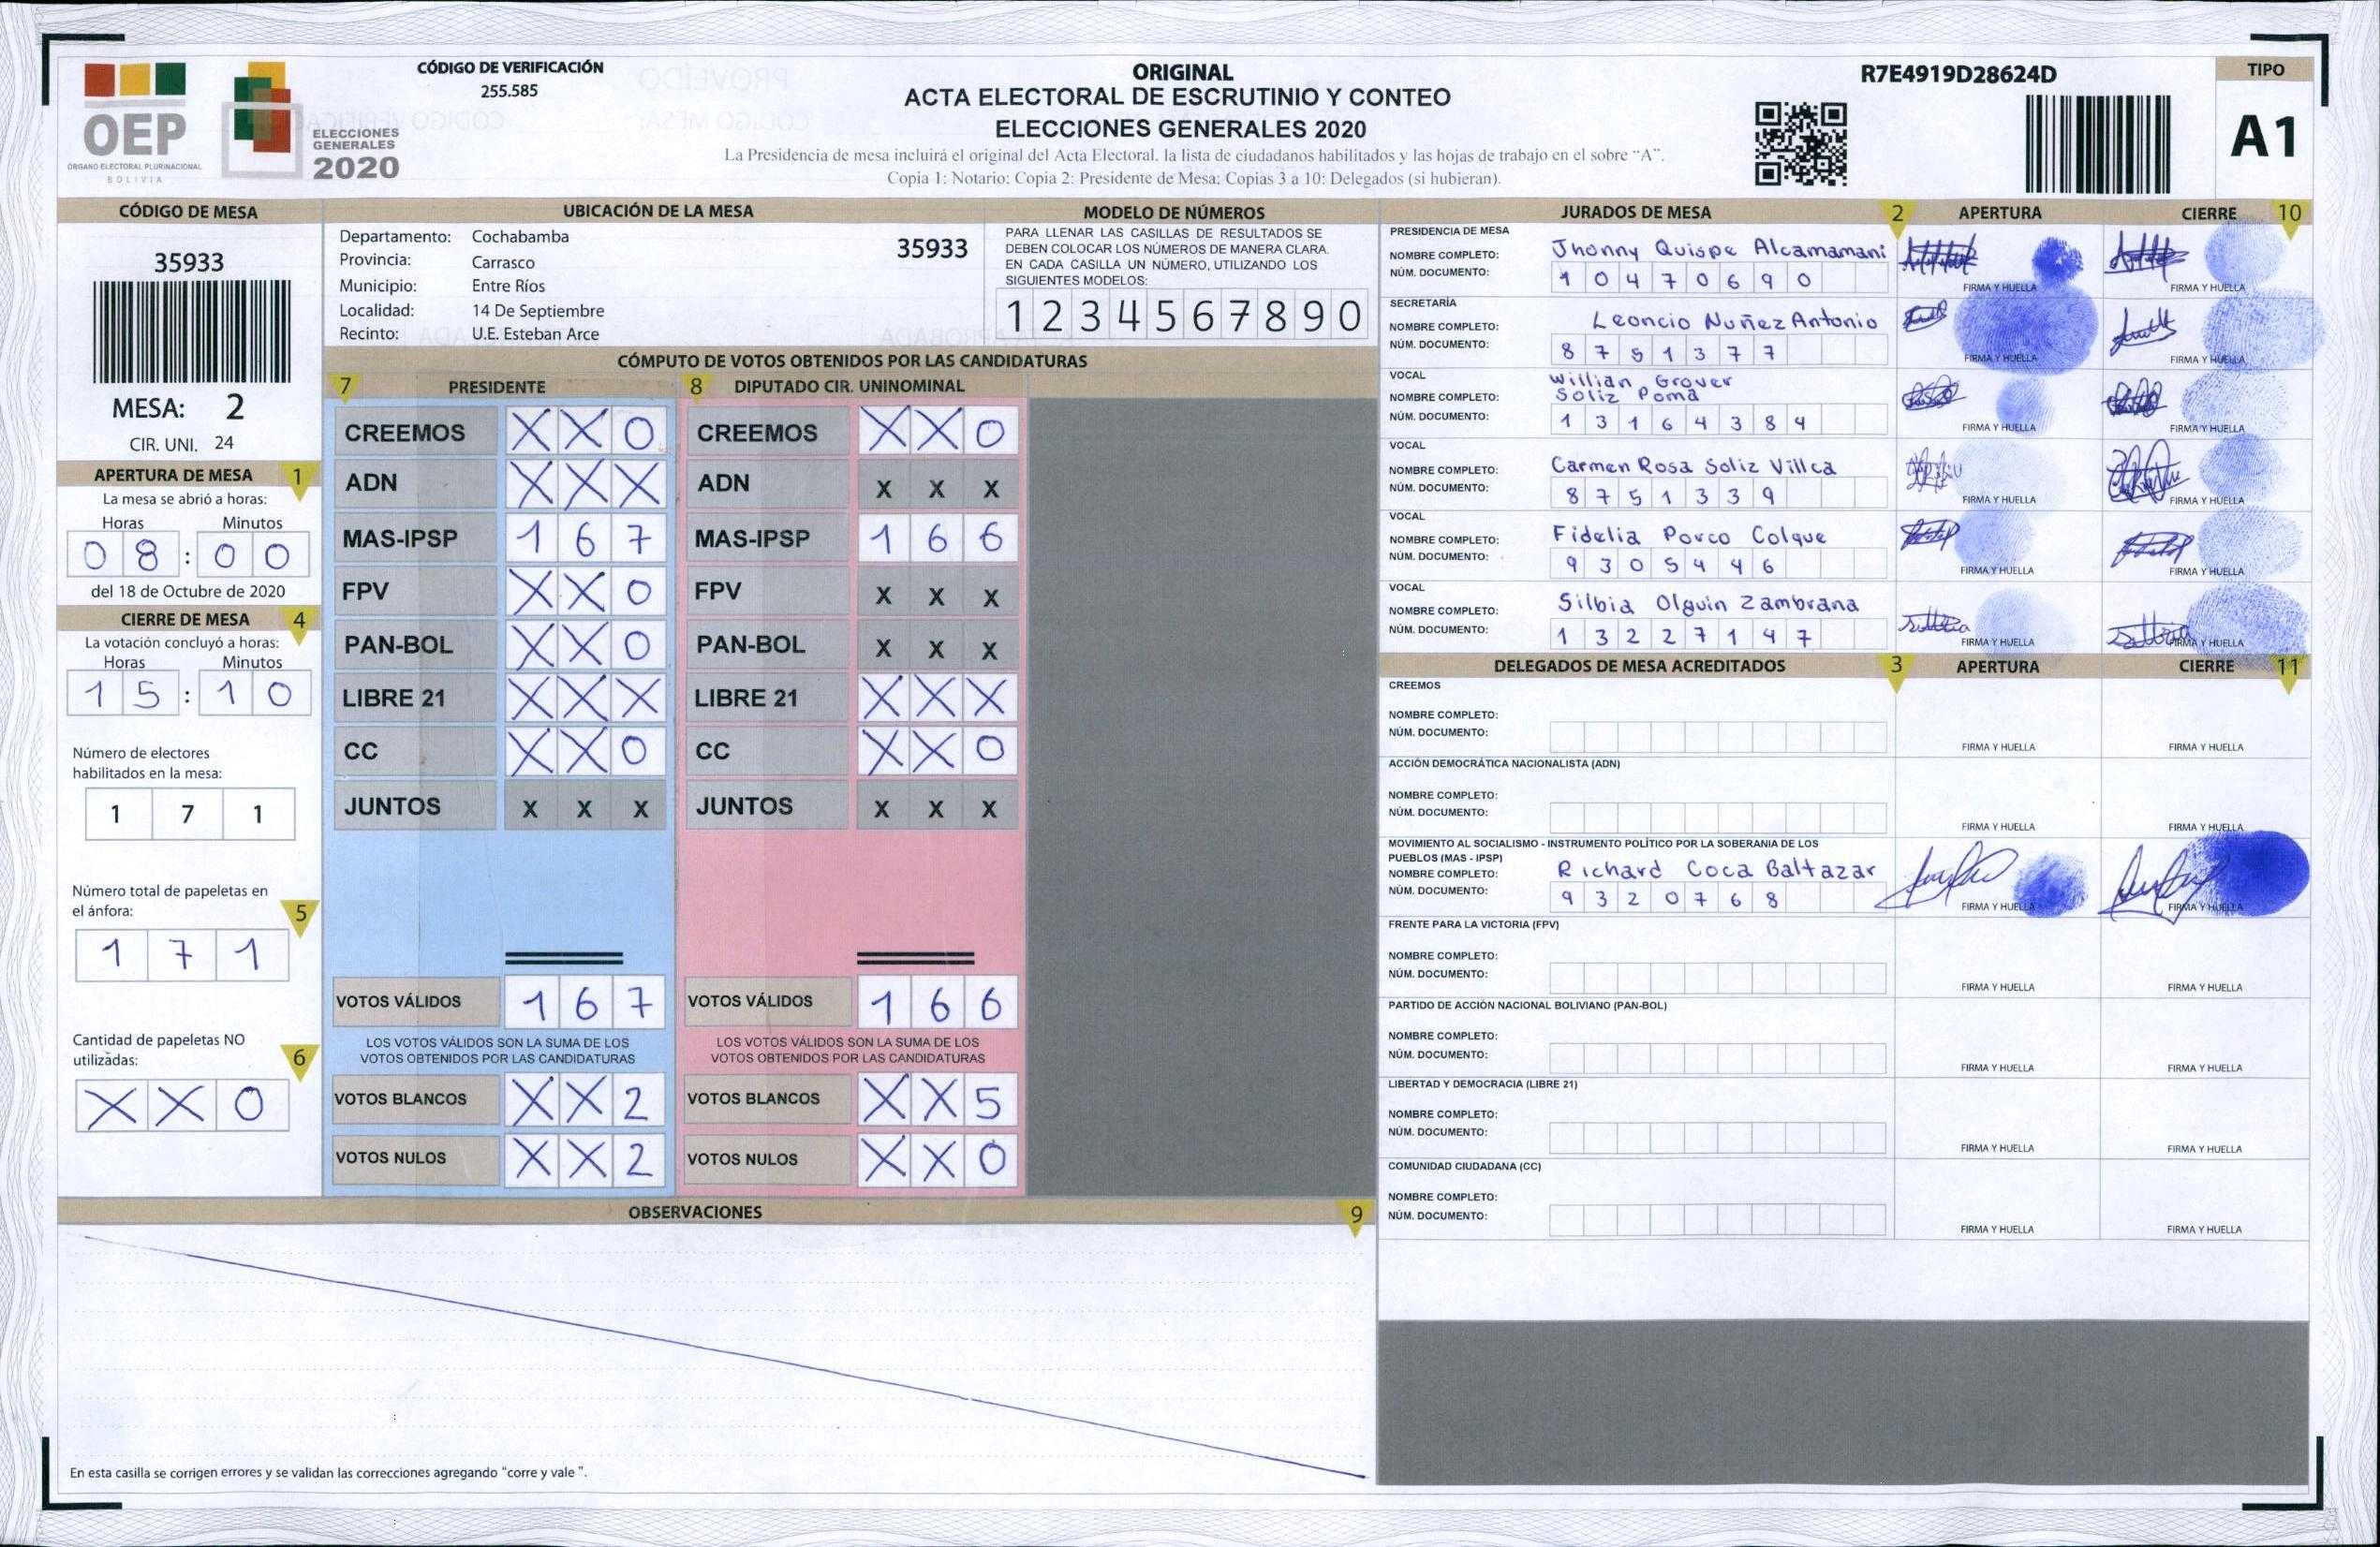 OEP
ÓRGANO ELECTORAL PLURINACIONAL
BOLIVIA
ELECCIONES
GENERALES
2020
CÓDIGO DE VERIFICACIÓN
255.585
ORIGINAL
ACTA ELECTORAL DE ESCRUTINIO Y CONTEO
ELECCIONES GENERALES 2020
La Presidencia de mesa incluirá el original del Acta Electoral. la lista de ciudadanos habilitados y las hojas de trabajo en el sobre "A".
Copia 1: Notario; Copia 2: Presidente de Mesa; Copias 3 a 10: Delegados (si hubieran).
R7E4919D28624D
TIPO
A1
CÓDIGO DE MESA
35933
MESA: 2
CIR. UNI. 24
APERTURA DE MESA 1
La mesa se abrió a horas:
Horas Minutos
0 8 : 0 0
del 18 de Octubre de 2020
CIERRE DE MESA 4
La votación concluyó a horas:
Horas Minutos
1 5 : 1 0
Número de electores
habilitados en la mesa:
1 7 1
Número total de papeletas en
el ánfora: 5
1 7 1
Cantidad de papeletas NO
utilizadas: 6
X X 0
UBICACIÓN DE LA MESA
Departamento: Cochabamba 35933
Provincia: Carrasco
Municipio: Entre Ríos
Localidad: 14 De Septiembre
Recinto: U.E. Esteban Arce
MODELO DE NÚMEROS
PARA LLENAR LAS CASILLAS DE RESULTADOS SE
DEBEN COLOCAR LOS NÚMEROS DE MANERA CLARA.
EN CADA CASILLA UN NÚMERO, UTILIZANDO LOS
SIGUIENTES MODELOS:
1 2 3 4 5 6 7 8 9 0
CÓMPUTO DE VOTOS OBTENIDOS POR LAS CANDIDATURAS
7 PRESIDENTE 8 DIPUTADO CIR. UNINOMINAL
CREEMOS X X 0 CREEMOS X X 0
ADN X X X ADN X X X
MAS-IPSP 1 6 7 MAS-IPSP 1 6 6
FPV X X 0 FPV X X X
PAN-BOL X X 0 PAN-BOL X X X
LIBRE 21 X X X LIBRE 21 X X X
CC X X 0 CC X X 0
JUNTOS X X X JUNTOS X X X
VOTOS VÁLIDOS 1 6 7 VOTOS VÁLIDOS 1 6 6
LOS VOTOS VÁLIDOS SON LA SUMA DE LOS LOS VOTOS VÁLIDOS SON LA SUMA DE LOS
VOTOS OBTENIDOS POR LAS CANDIDATURAS VOTOS OBTENIDOS POR LAS CANDIDATURAS
VOTOS BLANCOS X X 2 VOTOS BLANCOS X X 5
VOTOS NULOS X X 2 VOTOS NULOS X X 0
OBSERVACIONES 9
En esta casilla se corrigen errores y se validan las correcciones agregando "corre y vale ".
JURADOS DE MESA 2 APERTURA CIERRE 10
PRESIDENCIA DE MESA
NOMBRE COMPLETO: Jhonny Quispe Alcamamani
NÚM. DOCUMENTO: 1 0 4 7 0 6 9 0
FIRMA Y HUELLA FIRMA Y HUELLA
SECRETARÍA
NOMBRE COMPLETO: Leoncio Nuñez Antonio
NÚM. DOCUMENTO: 8 7 5 1 3 7 7
FIRMA Y HUELLA FIRMA Y HUELLA
VOCAL
Willian Grover
NOMBRE COMPLETO: Soliz Poma
NÚM. DOCUMENTO: 1 3 1 6 4 3 8 4
FIRMA Y HUELLA FIRMA Y HUELLA
VOCAL
NOMBRE COMPLETO: Carmen Rosa Soliz Villca
NÚM. DOCUMENTO: 8 7 5 1 3 3 9
FIRMA Y HUELLA FIRMA Y HUELLA
VOCAL
NOMBRE COMPLETO: Fidelia Porco Colque
NÚM. DOCUMENTO: 9 3 0 5 4 4 6
FIRMA Y HUELLA FIRMA Y HUELLA
VOCAL
NOMBRE COMPLETO: Silbia Olguin Zambrana
NÚM. DOCUMENTO: 1 3 2 2 7 1 4 7
FIRMA Y HUELLA FIRMA Y HUELLA
DELEGADOS DE MESA ACREDITADOS 3 APERTURA CIERRE 11
CREEMOS
NOMBRE COMPLETO:
NÚM. DOCUMENTO:
FIRMA Y HUELLA FIRMA Y HUELLA
ACCIÓN DEMOCRÁTICA NACIONALISTA (ADN)
NOMBRE COMPLETO:
NÚM. DOCUMENTO:
FIRMA Y HUELLA FIRMA Y HUELLA
MOVIMIENTO AL SOCIALISMO - INSTRUMENTO POLÍTICO POR LA SOBERANIA DE LOS
PUEBLOS (MAS - IPSP)
NOMBRE COMPLETO: Richard Coca Baltazar
NÚM. DOCUMENTO: 9 3 2 0 7 6 8
FIRMA Y HUELLA FIRMA Y HUELLA
FRENTE PARA LA VICTORIA (FPV)
NOMBRE COMPLETO:
NÚM. DOCUMENTO:
FIRMA Y HUELLA FIRMA Y HUELLA
PARTIDO DE ACCIÓN NACIONAL BOLIVIANO (PAN-BOL)
NOMBRE COMPLETO:
NÚM. DOCUMENTO:
FIRMA Y HUELLA FIRMA Y HUELLA
LIBERTAD Y DEMOCRACIA (LIBRE 21)
NOMBRE COMPLETO:
NÚM. DOCUMENTO:
FIRMA Y HUELLA FIRMA Y HUELLA
COMUNIDAD CIUDADANA (CC)
NOMBRE COMPLETO:
NÚM. DOCUMENTO:
FIRMA Y HUELLA FIRMA Y HUELLA